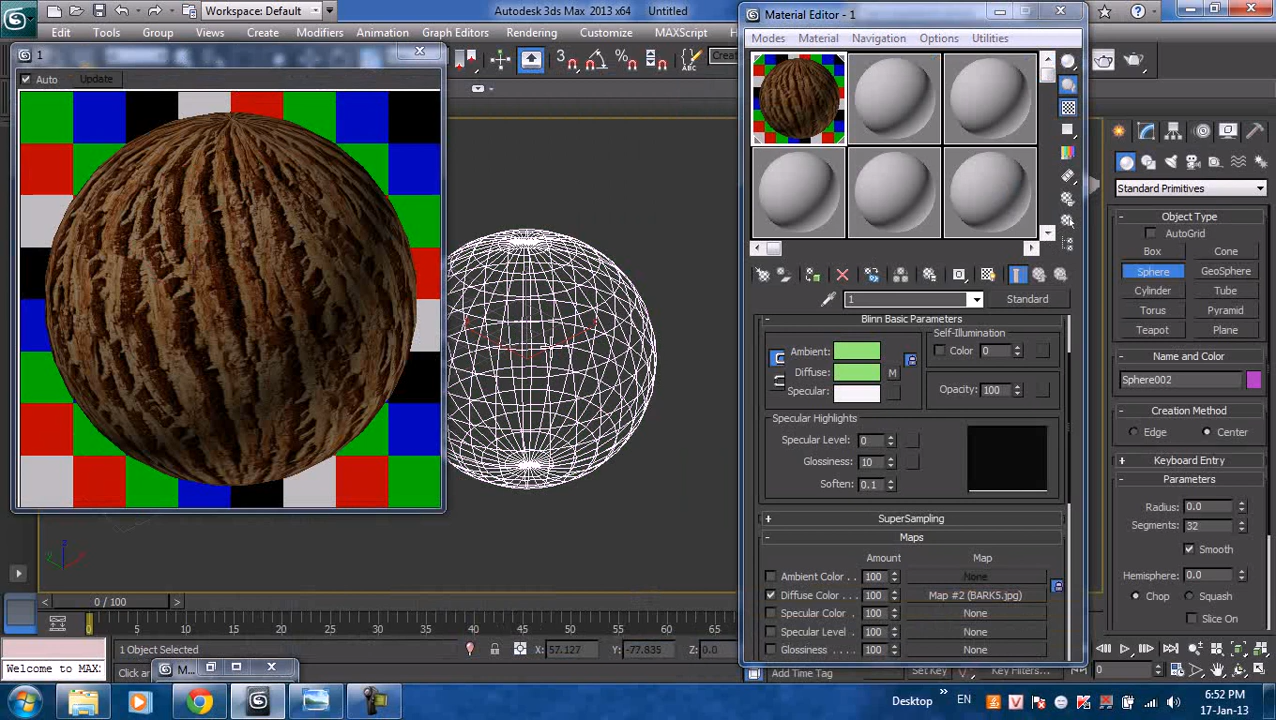 Workspace: Default
Autodesk 3ds Max 2013 x64
Untitled
Edit
Tools
Group
Views
Create
Modifiers
Animation
Graph Editors
Rendering
Customize
MAXScript
1
Auto
Update
Material Editor - 1
Modes
Material
Navigation
Options
Utilities
1
Standard
Blinn Basic Parameters
Ambient:
Diffuse:
M
Specular:
Self-Illumination
Color
0
Opacity:
100
Specular Highlights
Specular Level:
0
Glossiness:
10
Soften:
0.1
SuperSampling
Maps
Amount
Map
Ambient Color . .
100
None
Diffuse Color . . .
100
Map #2 (BARK5.jpg)
Specular Color .
100
None
Specular Level .
100
None
Glossiness . . . .
100
None
Standard Primitives
Object Type
AutoGrid
Box
Cone
Sphere
GeoSphere
Cylinder
Tube
Torus
Pyramid
Teapot
Plane
Name and Color
Sphere002
Creation Method
Edge
Center
Keyboard Entry
Parameters
Radius:
0.0
Segments:
32
Smooth
Hemisphere:
0.0
Chop
Squash
Slice On
0 / 100
0
5
10
15
20
25
30
35
40
45
50
55
60
65
1 Object Selected
X:
57.127
Y:
-77.835
Z:
0.0
Welcome to MAX:
M...
Click ar
Add Time Tag
Set Key
Key Filters...
0
Desktop
EN
6:52 PM
17-Jan-13